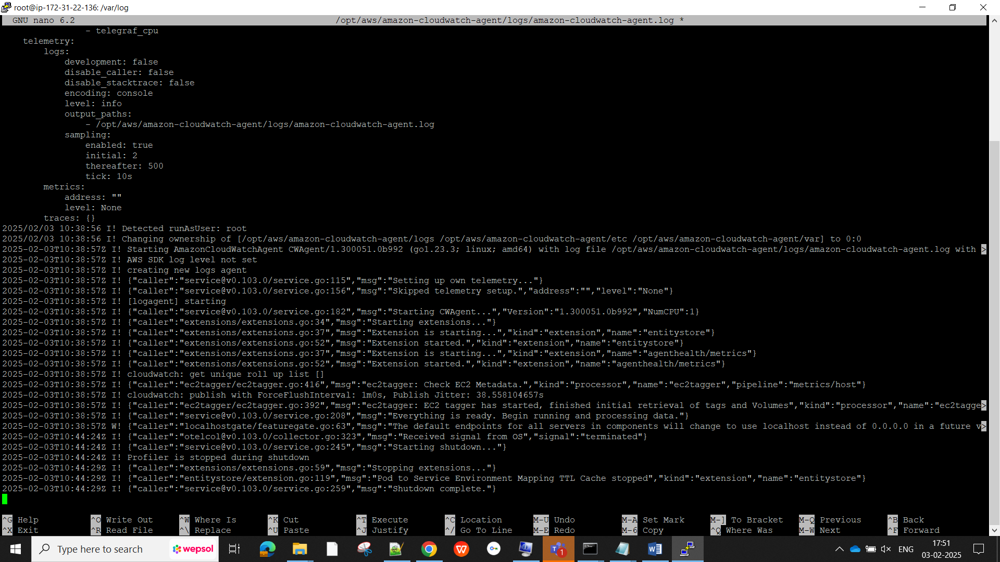 root@ip-172-31-22-136: /var/log
GNU nano 6.2 /opt/aws/amazon-cloudwatch-agent/logs/amazon-cloudwatch-agent.log *
- telegraf_cpu
telemetry:
logs:
development: false
disable_caller: false
disable_stacktrace: false
encoding: console
level: info
output_paths:
- /opt/aws/amazon-cloudwatch-agent/logs/amazon-cloudwatch-agent.log
sampling:
enabled: true
initial: 2
thereafter: 500
tick: 10s
metrics:
address: ""
level: None
traces: {}
2025/02/03 10:38:56 I! Detected runAsUser: root
2025/02/03 10:38:56 I! Changing ownership of [/opt/aws/amazon-cloudwatch-agent/logs /opt/aws/amazon-cloudwatch-agent/etc /opt/aws/amazon-cloudwatch-agent/var] to 0:0
2025-02-03T10:38:57Z I! Starting AmazonCloudWatchAgent CWAgent/1.300051.0b992 (go1.23.3; linux; amd64) with log file /opt/aws/amazon-cloudwatch-agent/logs/amazon-cloudwatch-agent.log with >
2025-02-03T10:38:57Z I! AWS SDK log level not set
2025-02-03T10:38:57Z I! creating new logs agent
2025-02-03T10:38:57Z I! {"caller":"service@v0.103.0/service.go:115","msg":"Setting up own telemetry..."}
2025-02-03T10:38:57Z I! {"caller":"service@v0.103.0/service.go:156","msg":"Skipped telemetry setup.","address":"","level":"None"}
2025-02-03T10:38:57Z I! [logagent] starting
2025-02-03T10:38:57Z I! {"caller":"service@v0.103.0/service.go:182","msg":"Starting CWAgent...","Version":"1.300051.0b992","NumCPU":1}
2025-02-03T10:38:57Z I! {"caller":"extensions/extensions.go:34","msg":"Starting extensions..."}
2025-02-03T10:38:57Z I! {"caller":"extensions/extensions.go:37","msg":"Extension is starting...","kind":"extension","name":"entitystore"}
2025-02-03T10:38:57Z I! {"caller":"extensions/extensions.go:52","msg":"Extension started.","kind":"extension","name":"entitystore"}
2025-02-03T10:38:57Z I! {"caller":"extensions/extensions.go:37","msg":"Extension is starting...","kind":"extension","name":"agenthealth/metrics"}
2025-02-03T10:38:57Z I! {"caller":"extensions/extensions.go:52","msg":"Extension started.","kind":"extension","name":"agenthealth/metrics"}
2025-02-03T10:38:57Z I! cloudwatch: get unique roll up list []
2025-02-03T10:38:57Z I! {"caller":"ec2tagger/ec2tagger.go:416","msg":"ec2tagger: Check EC2 Metadata.","kind":"processor","name":"ec2tagger","pipeline":"metrics/host"}
2025-02-03T10:38:57Z I! cloudwatch: publish with ForceFlushInterval: 1m0s, Publish Jitter: 38.558104657s
2025-02-03T10:38:57Z I! {"caller":"ec2tagger/ec2tagger.go:392","msg":"ec2tagger: EC2 tagger has started, finished initial retrieval of tags and Volumes","kind":"processor","name":"ec2tagge>
2025-02-03T10:38:57Z I! {"caller":"service@v0.103.0/service.go:208","msg":"Everything is ready. Begin running and processing data."}
2025-02-03T10:38:57Z W! {"caller":"localhostgate/featuregate.go:63","msg":"The default endpoints for all servers in components will change to use localhost instead of 0.0.0.0 in a future v>
2025-02-03T10:44:24Z I! {"caller":"otelcol@v0.103.0/collector.go:323","msg":"Received signal from OS","signal":"terminated"}
2025-02-03T10:44:24Z I! {"caller":"service@v0.103.0/service.go:245","msg":"Starting shutdown..."}
2025-02-03T10:44:24Z I! Profiler is stopped during shutdown
2025-02-03T10:44:29Z I! {"caller":"extensions/extensions.go:59","msg":"Stopping extensions..."}
2025-02-03T10:44:29Z I! {"caller":"entitystore/extension.go:119","msg":"Pod to Service Environment Mapping TTL Cache stopped","kind":"extension","name":"entitystore"}
2025-02-03T10:44:29Z I! {"caller":"service@v0.103.0/service.go:259","msg":"Shutdown complete."}
^G Help ^O Write Out ^W Where Is ^K Cut ^T Execute ^C Location M-U Undo M-A Set Mark M-] To Bracket M-Q Previous ^B Back
^X Exit ^R Read File ^\ Replace ^U Paste ^J Justify ^/ Go To Line M-E Redo M-6 Copy ^Q Where Was M-W Next ^F Forward
Type here to search wepsol 1 ENG 17:51
03-02-2025